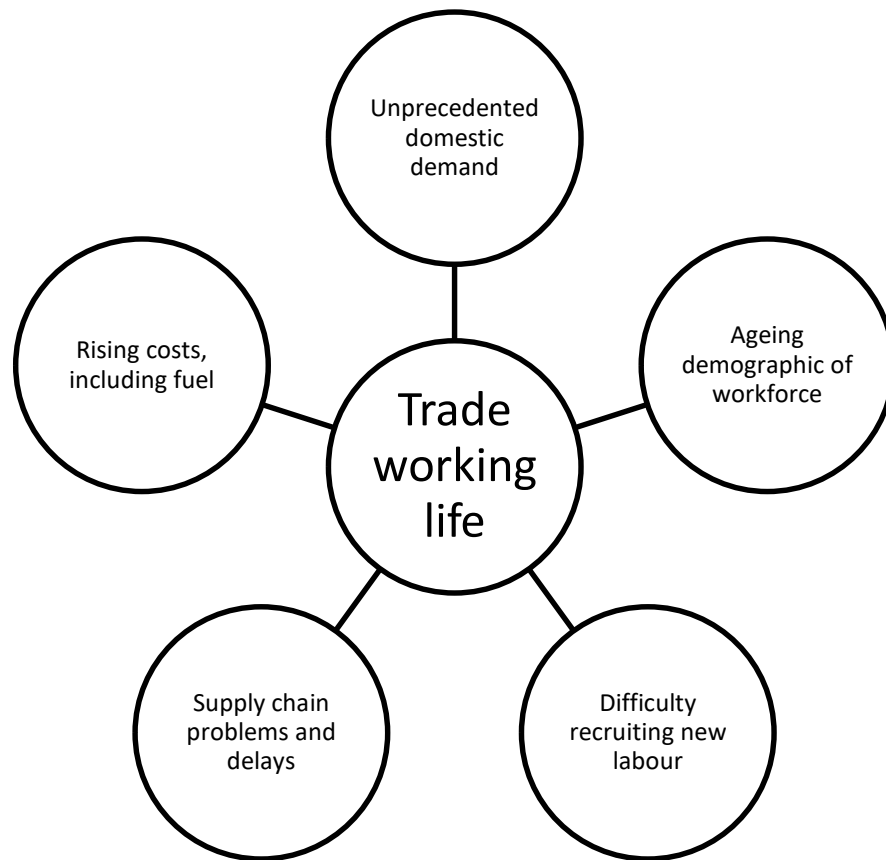 Unprecedented
domestic
demand
Rising costs,
including fuel
Ageing
demographic of
workforce
Trade
working
life
Supply chain
problems and
delays
Difficulty
recruiting new
labour